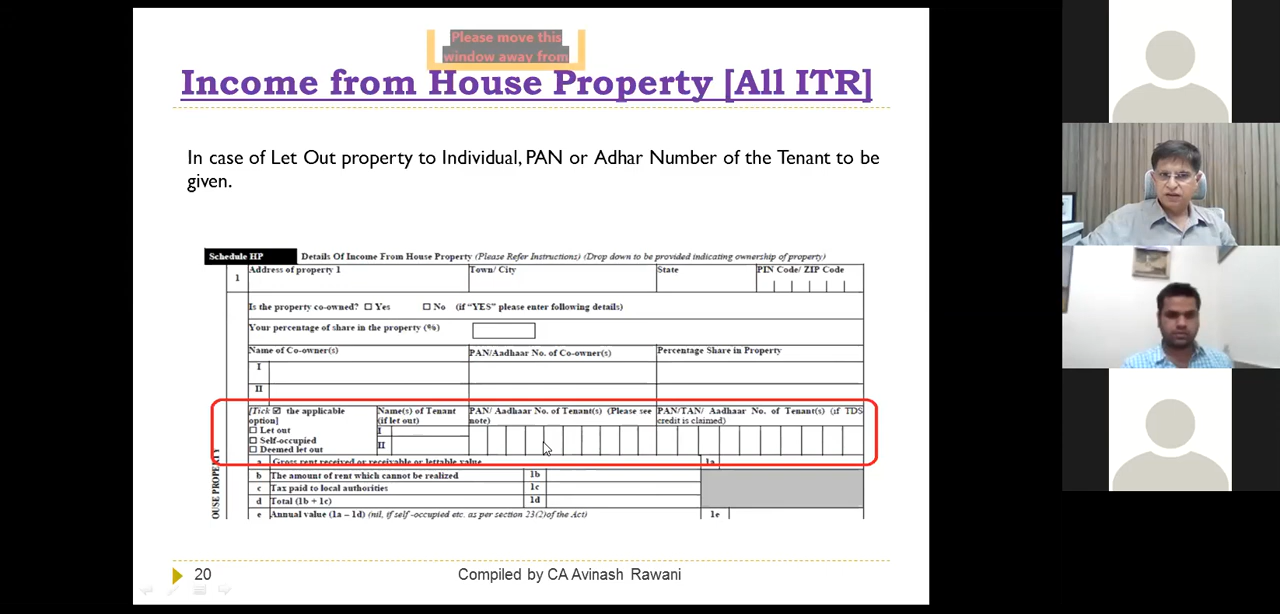 Please move this
window away from
Income from House Property [All ITR]
In case of Let Out property to Individual, PAN or Adhar Number of the Tenant to be
given.
Schedule HP Details Of Income From House Property (Please Refer Instructions) (Drop down to be provided indicating ownership of property)
1 Address of property 1 Town/ City State PIN Code/ ZIP Code
Is the property co-owned? ☐ Yes ☐ No (if “YES” please enter following details)
Your percentage of share in the property (%)
Name of Co-owner(s) PAN/Aadhaar No. of Co-owner(s) Percentage Share in Property
I
II
[Tick ☑ the applicable option] Name(s) of Tenant (if let out) PAN/ Aadhaar No. of Tenant(s) (Please see note) PAN/TAN/ Aadhaar No. of Tenant(s) (if TDS credit is claimed)
☐ Let out I
☐ Self-occupied II
☐ Deemed let out
a Gross rent received or receivable or lettable value 1a
b The amount of rent which cannot be realized 1b
c Tax paid to local authorities 1c
d Total (1b + 1c) 1d
e Annual value (1a – 1d) (nil, if self-occupied etc. as per section 23(2)of the Act) 1e
OUSE PROPERTY
20 Compiled by CA Avinash Rawani